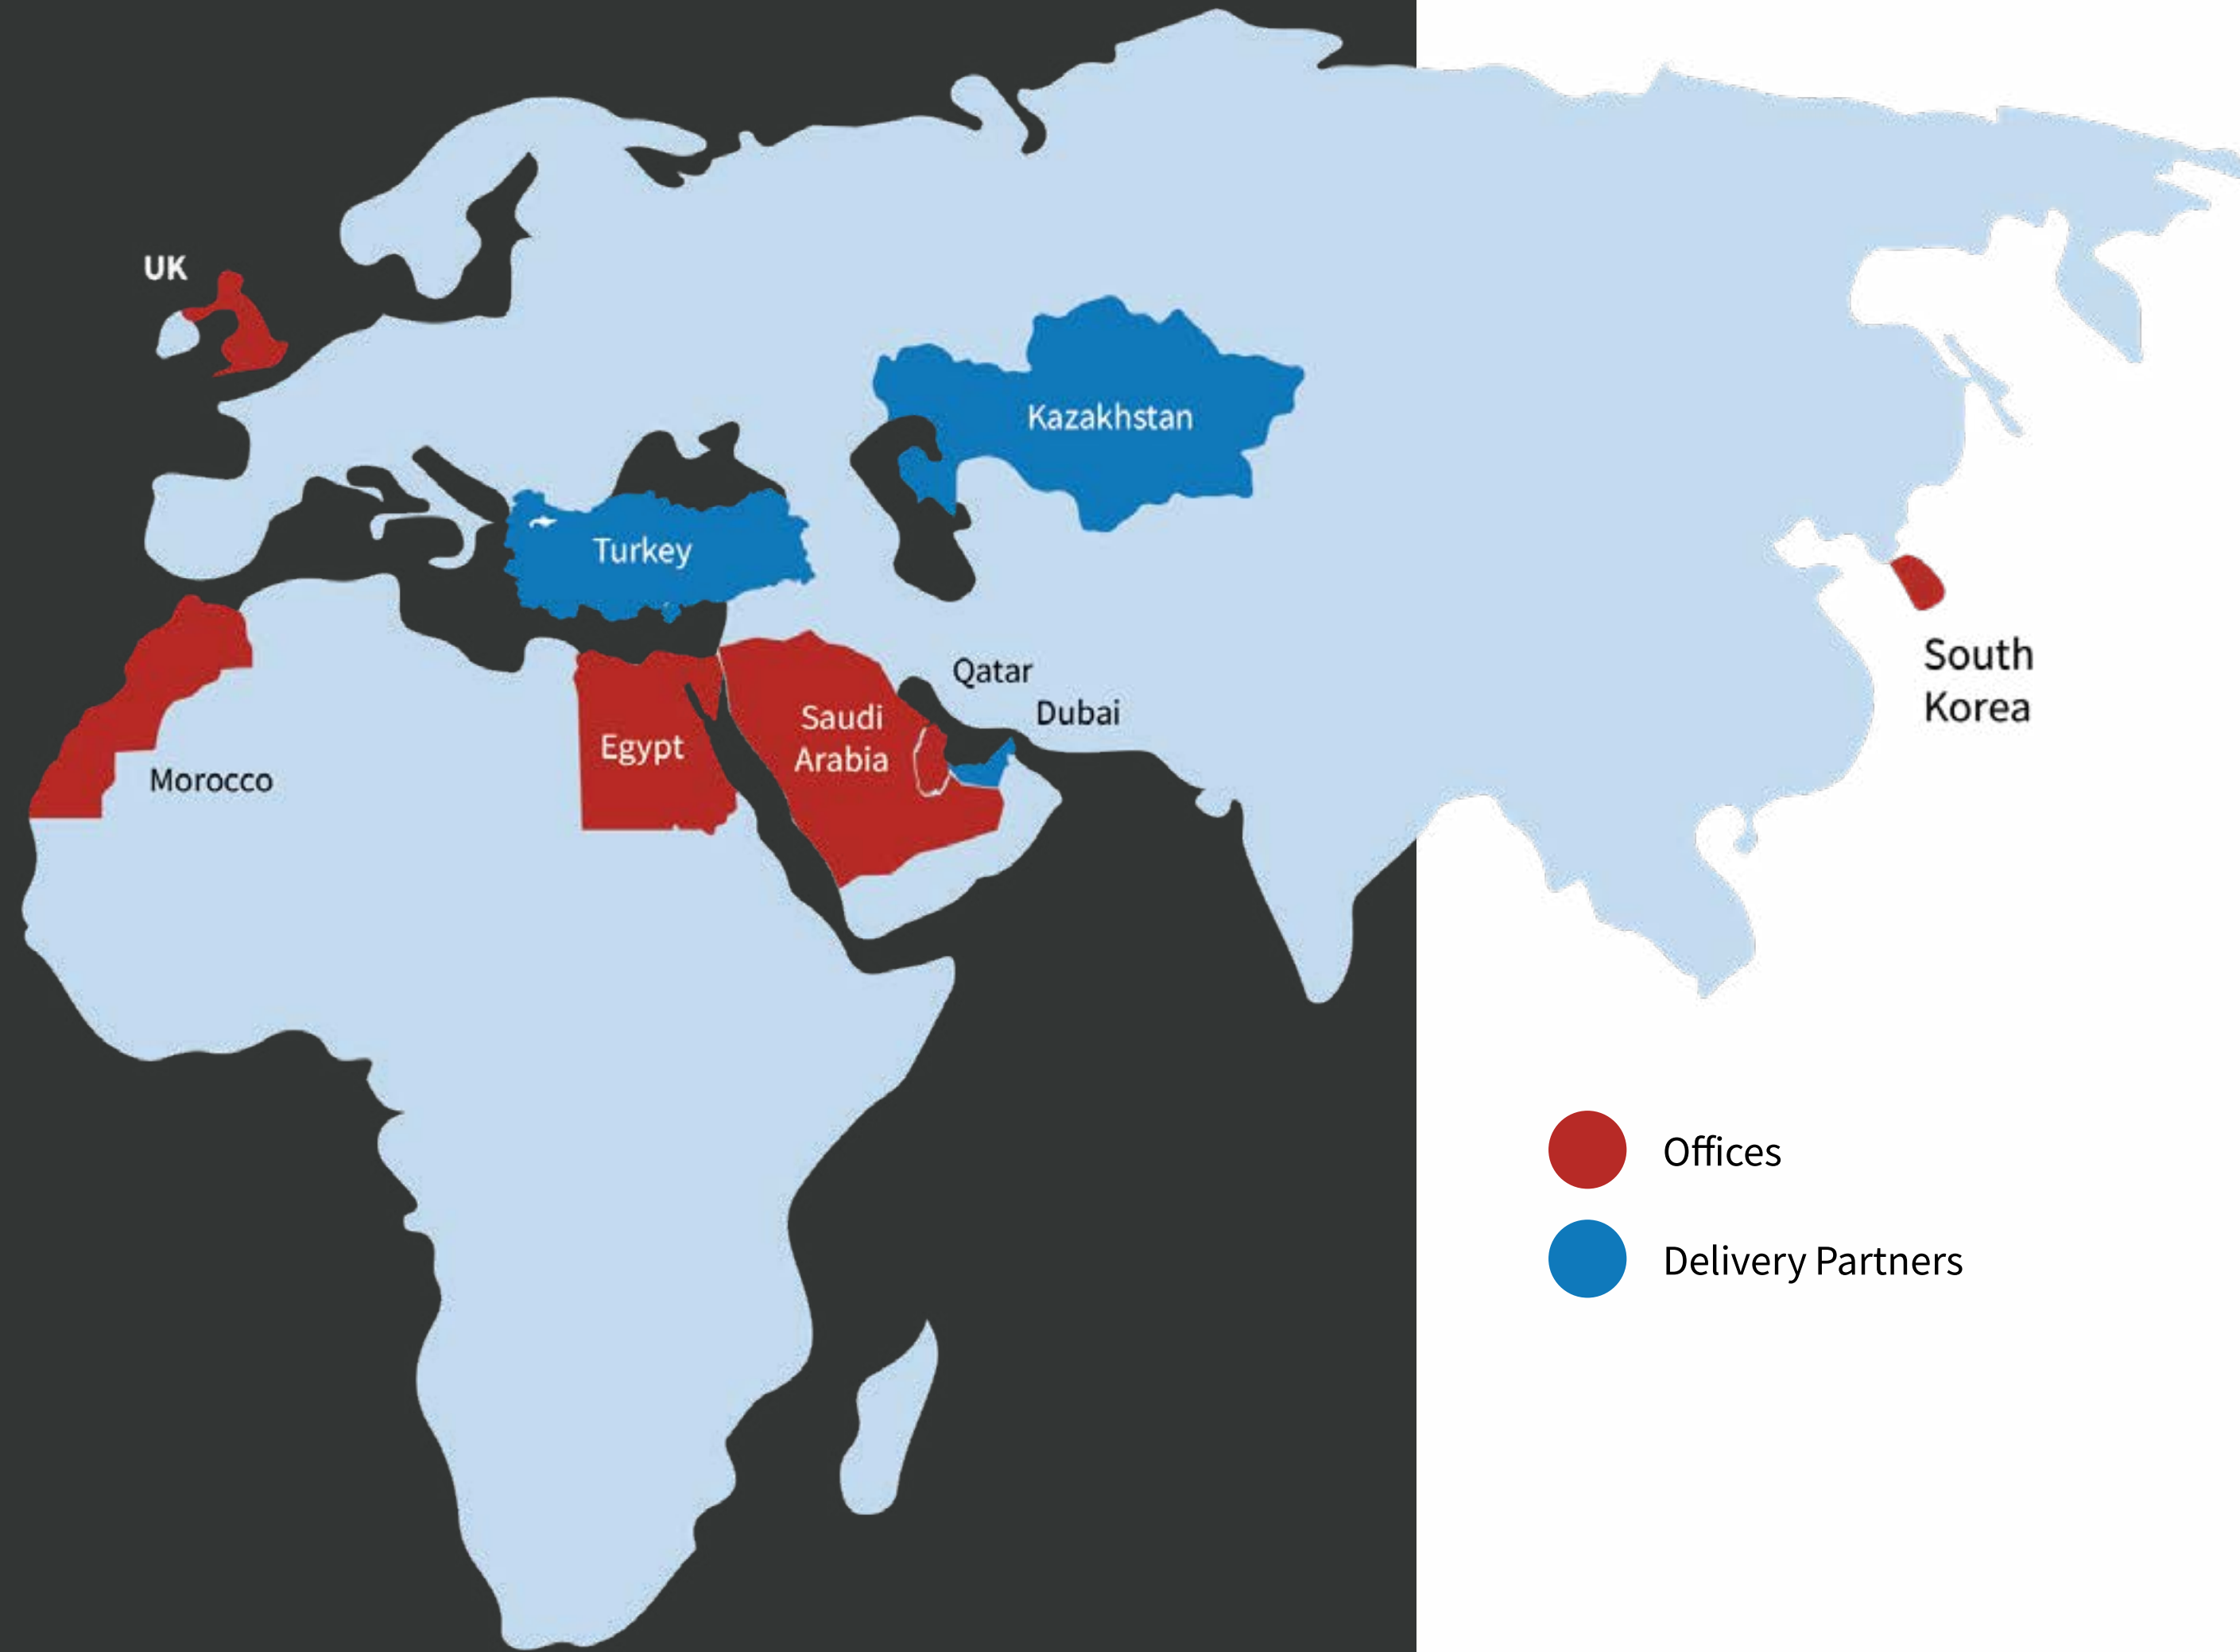 UK
Kazakhstan
Turkey
South
Korea
Qatar
Dubai
Saudi
Arabia
Egypt
Morocco
Offices
Delivery Partners